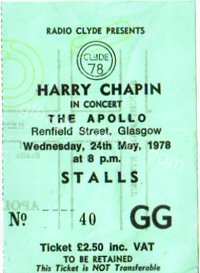 RADIO CLYDE PRESENTS
CLYDE
78
HARRY CHAPIN
IN CONCERT
THE APOLLO
Renfield Street, Glasgow
Wednesday, 24th May, 1978
at 8 p.m.
STALLS
No 40 GG
Ticket £2.50 inc. VAT
TO BE RETAINED
This Ticket is NOT Transferable